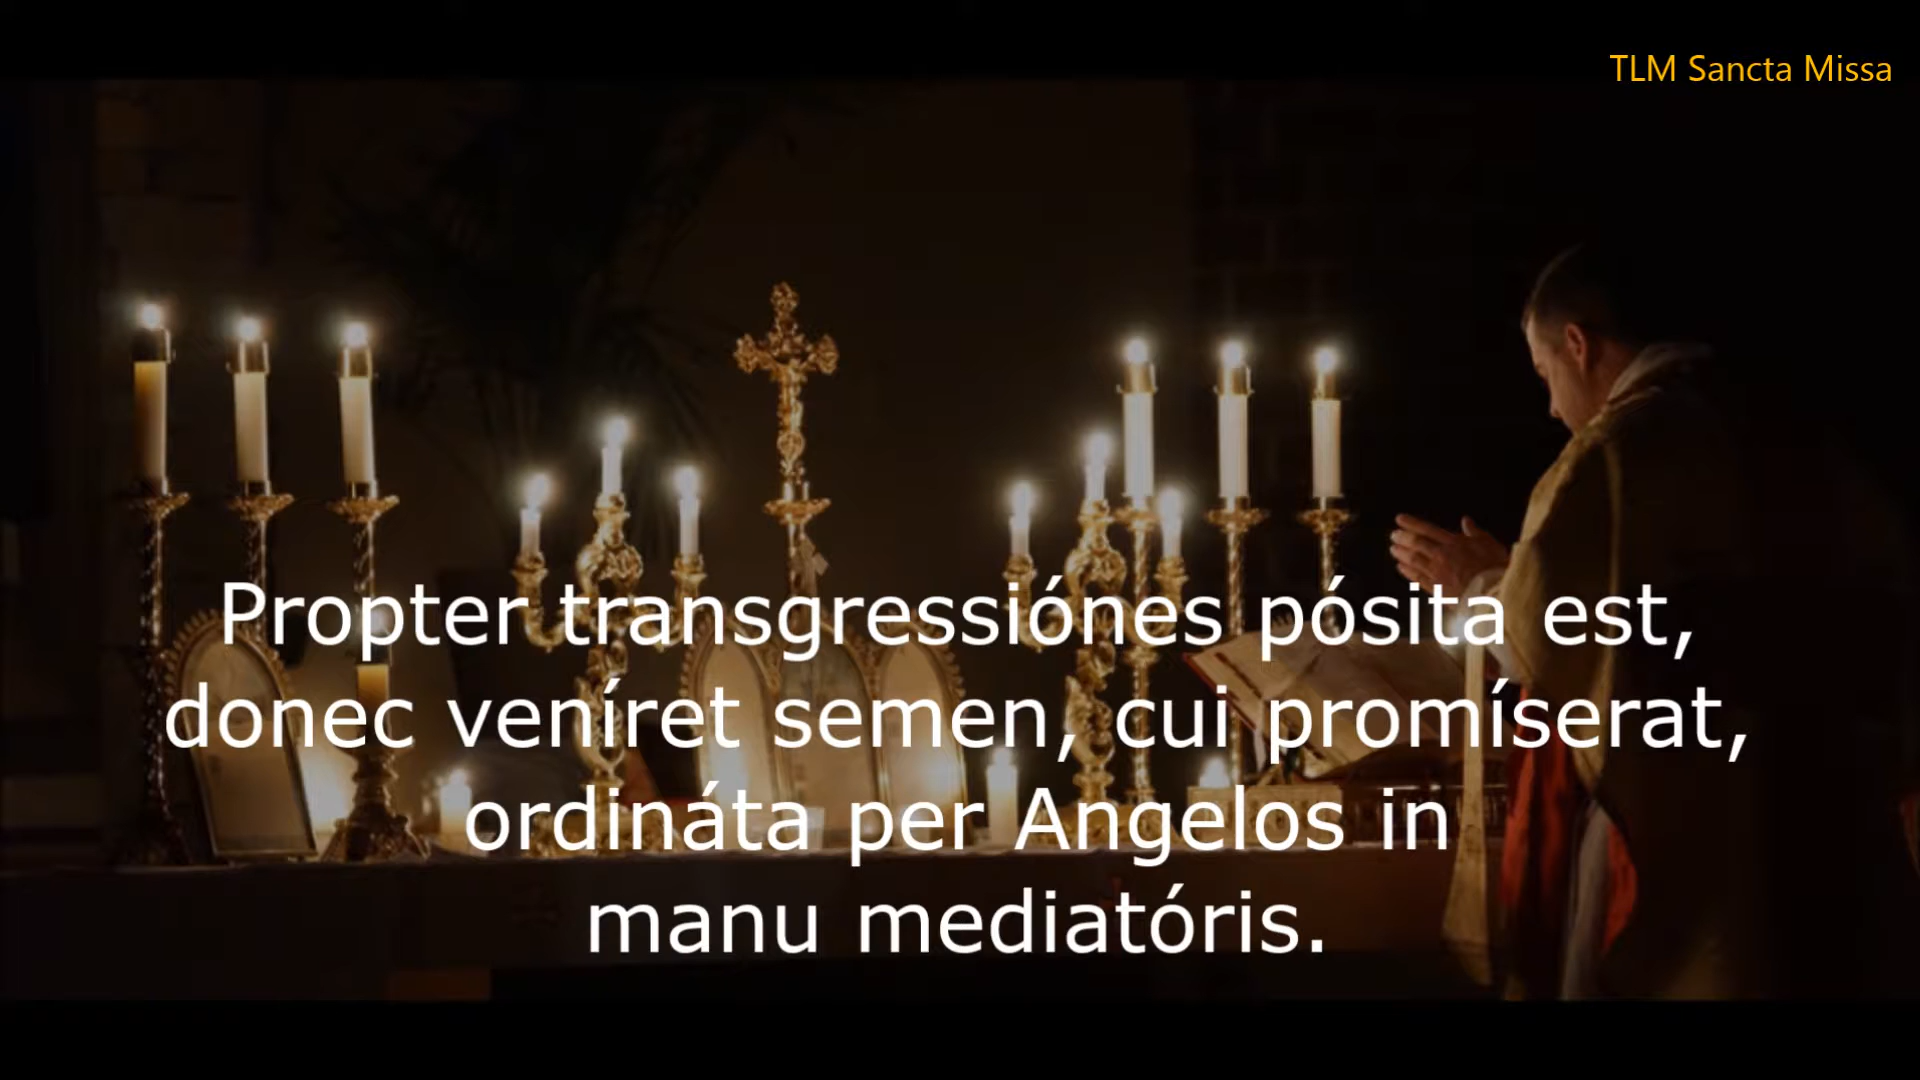 TLM Sancta Missa
Propter transgressiónes pósita est,
donec veníret semen, cui promíserat,
ordináta per Angelos in
manu mediatóris.